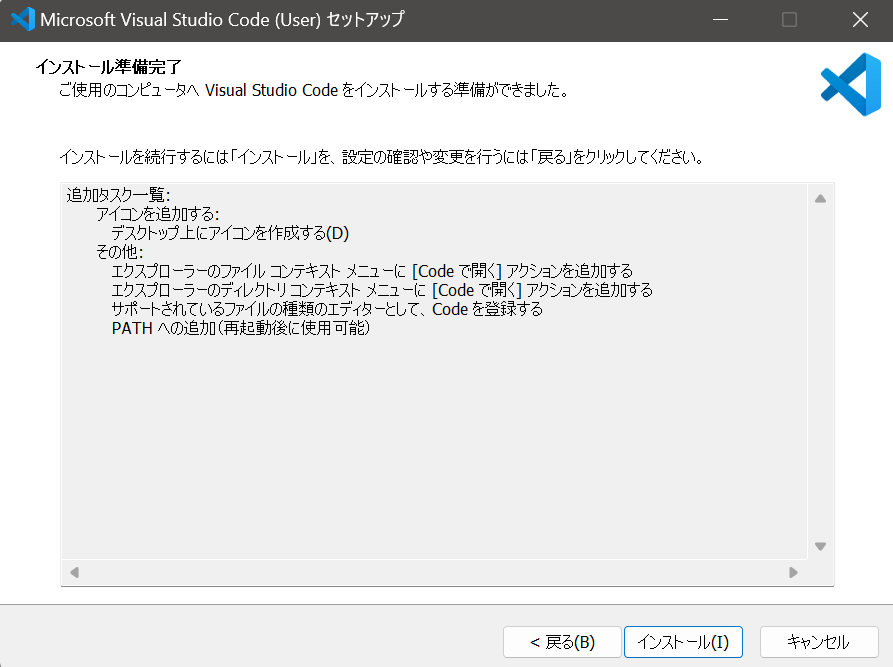 Microsoft Visual Studio Code (User) セットアップ
インストール準備完了
ご使用のコンピュータへ Visual Studio Code をインストールする準備ができました。
インストールを続行するには「インストール」を、設定の確認や変更を行うには「戻る」をクリックしてください。
追加タスク一覧:
アイコンを追加する:
デスクトップ上にアイコンを作成する(D)
その他:
エクスプローラーのファイル コンテキスト メニューに [Code で開く] アクションを追加する
エクスプローラーのディレクトリ コンテキスト メニューに [Code で開く] アクションを追加する
サポートされているファイルの種類のエディターとして、Code を登録する
PATH への追加（再起動後に使用可能）
< 戻る(B)
インストール(I)
キャンセル